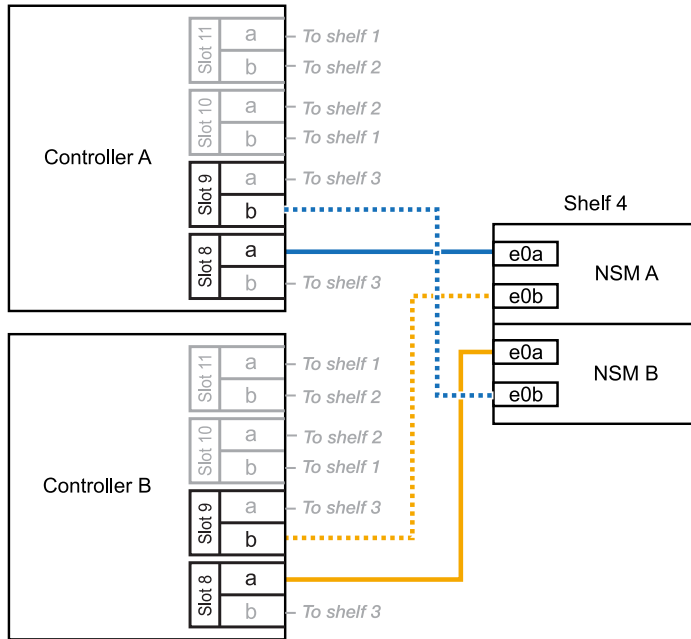 Controller A
Slot 11
a
To shelf 1
b
To shelf 2
Slot 10
a
To shelf 2
b
To shelf 1
Slot 9
a
To shelf 3
b
Slot 8
a
b
To shelf 3
Shelf 4
e0a
NSM A
e0b
e0a
NSM B
e0b
Controller B
Slot 11
a
To shelf 1
b
To shelf 2
Slot 10
a
To shelf 2
b
To shelf 1
Slot 9
a
To shelf 3
b
Slot 8
a
b
To shelf 3